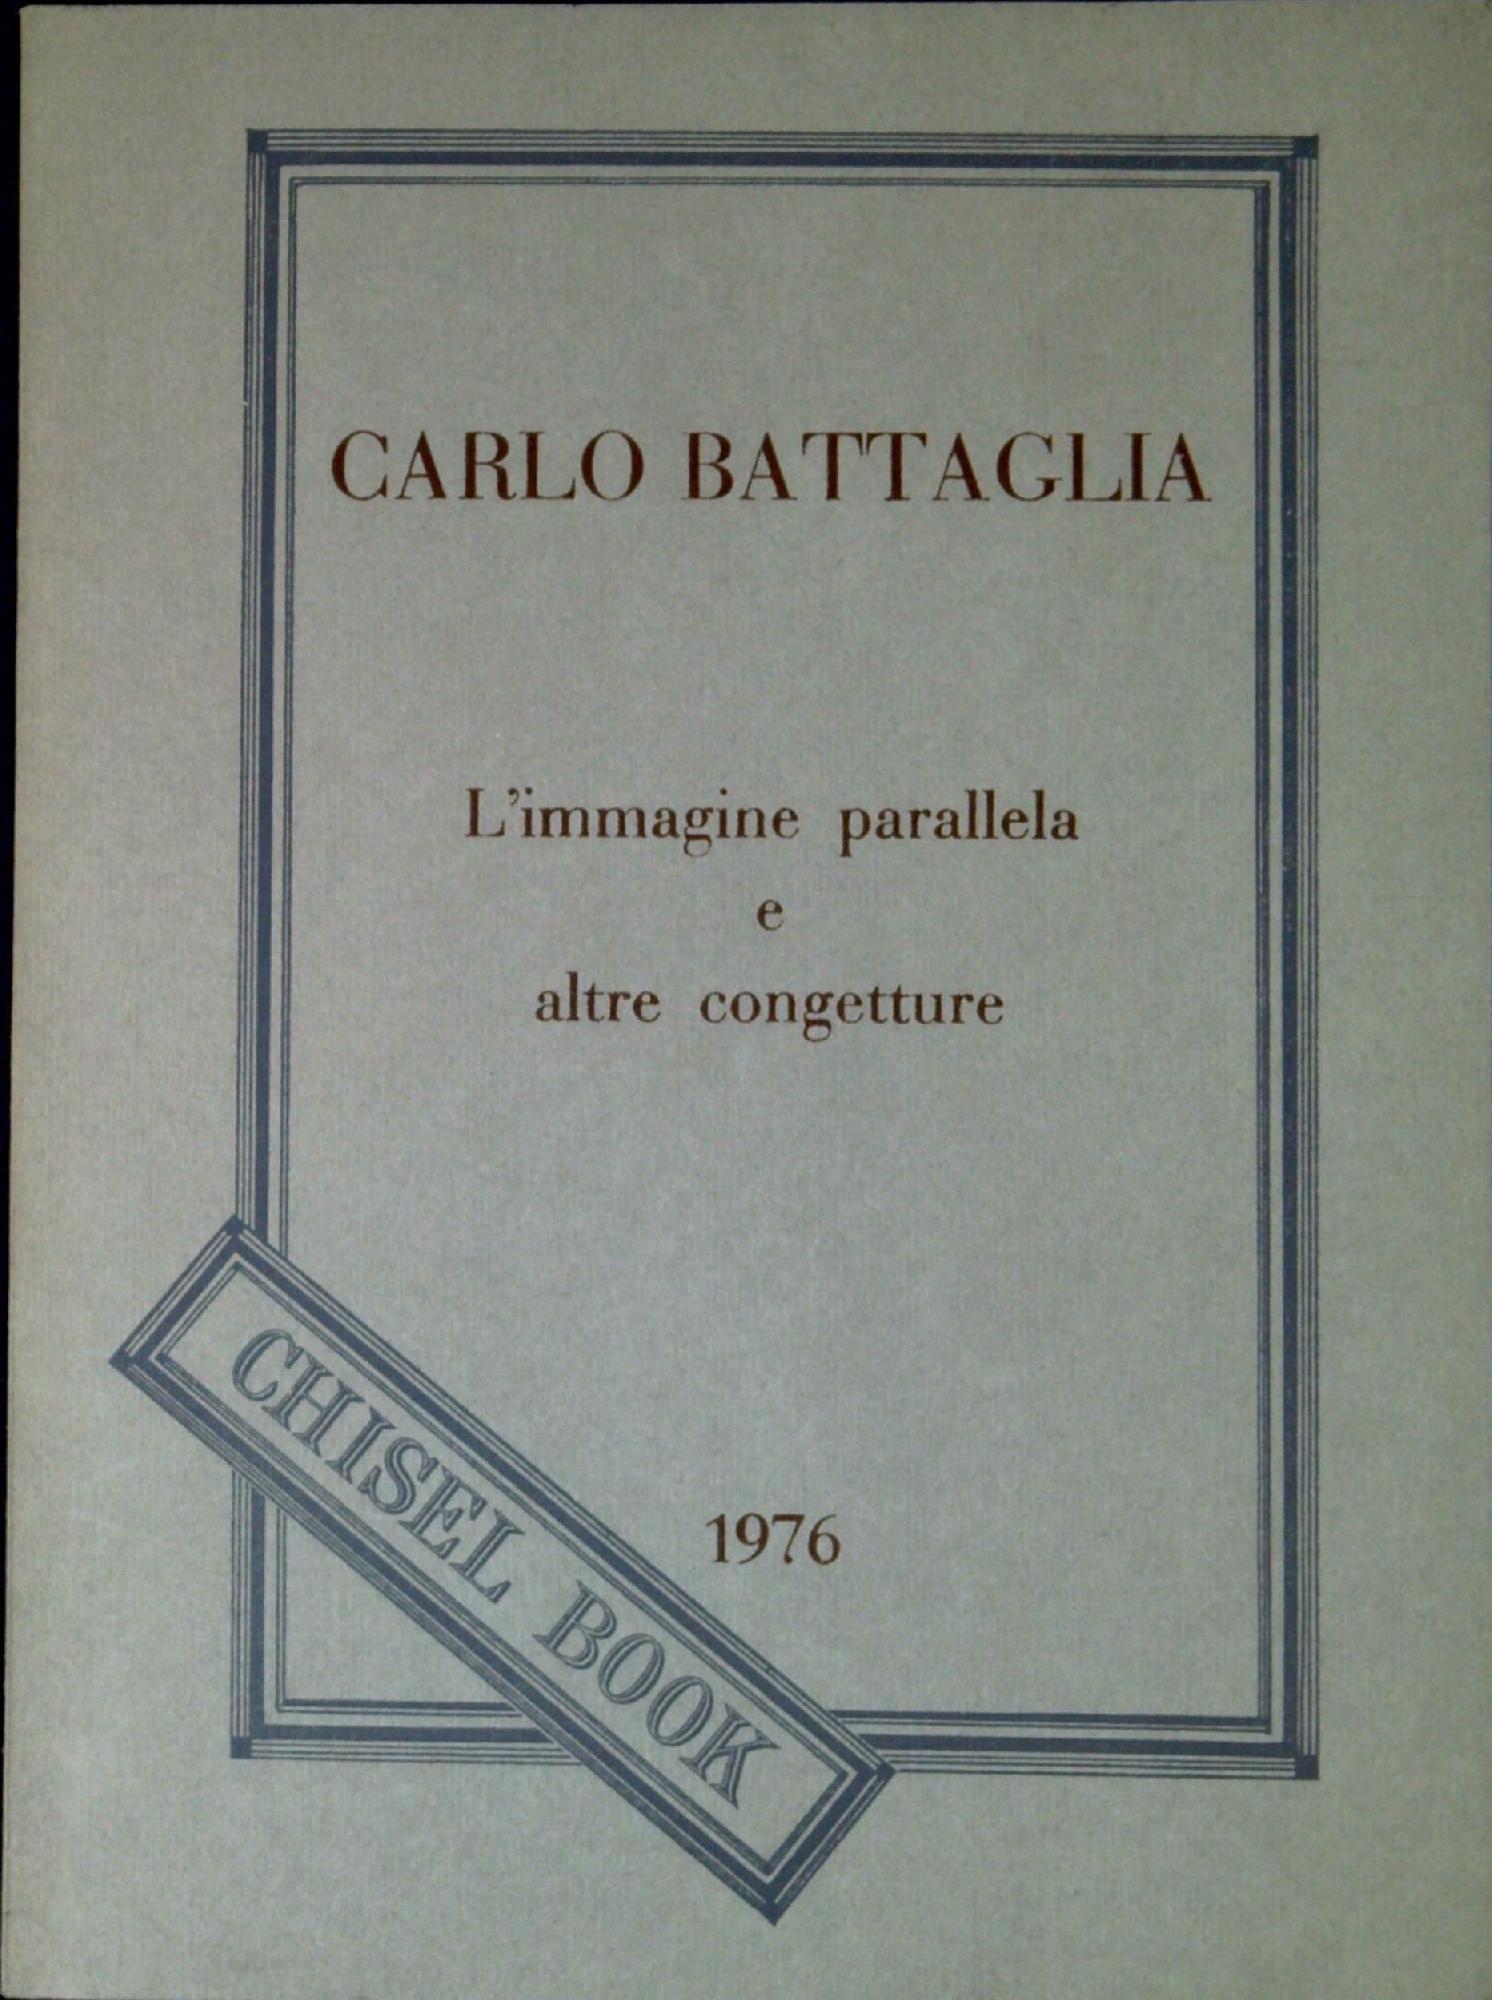 CARLO BATTAGLIA
L'immagine parallela
e
altre congetture
1976
CHISEL BOOK